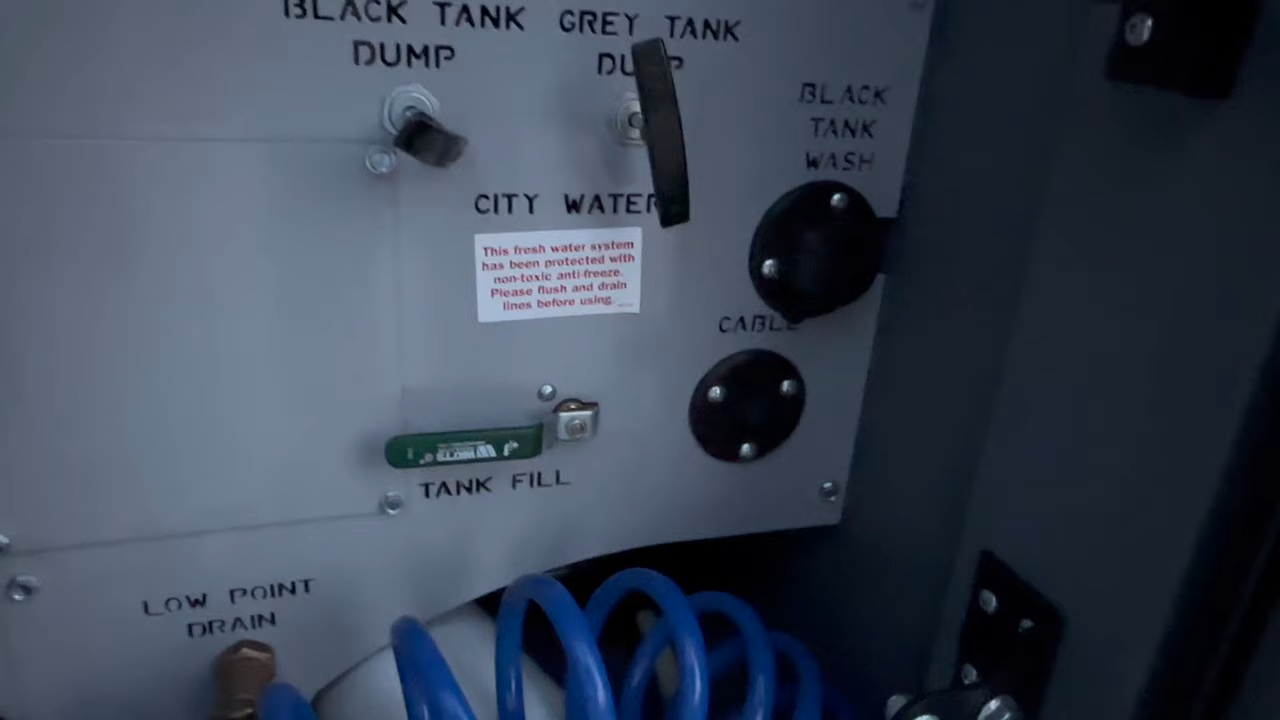 BLACK TANK
DUMP
GREY TANK
BLACK
TANK
WASH
CITY WATER
This fresh water system
has been protected with
non-toxic anti-freeze.
Please flush and drain
lines before using.
CABLE
WATTS
TANK FILL
LOW POINT
DRAIN